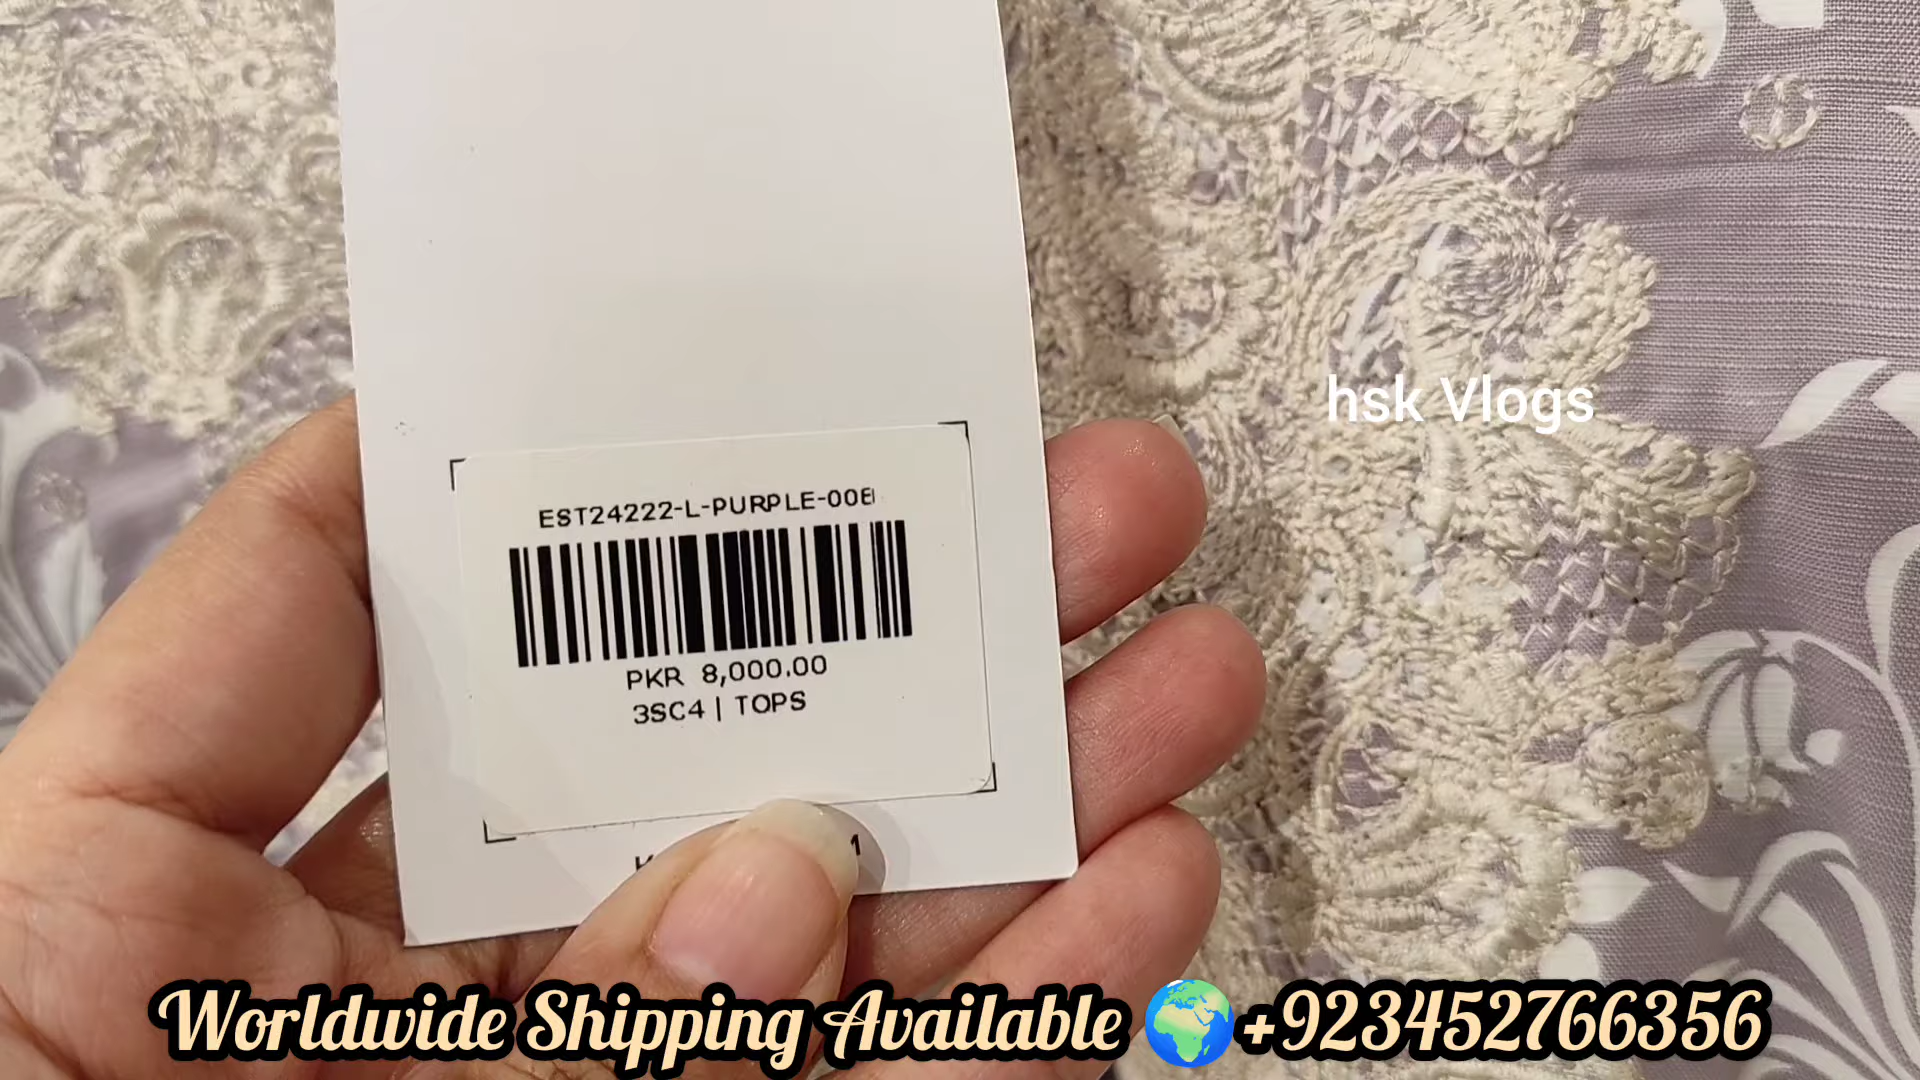 EST24222-L-PURPLE-00
PKR 8,000.00
3SC4 | TOPS
hsk Vlogs
Worldwide Shipping Available 🌍+923452766356